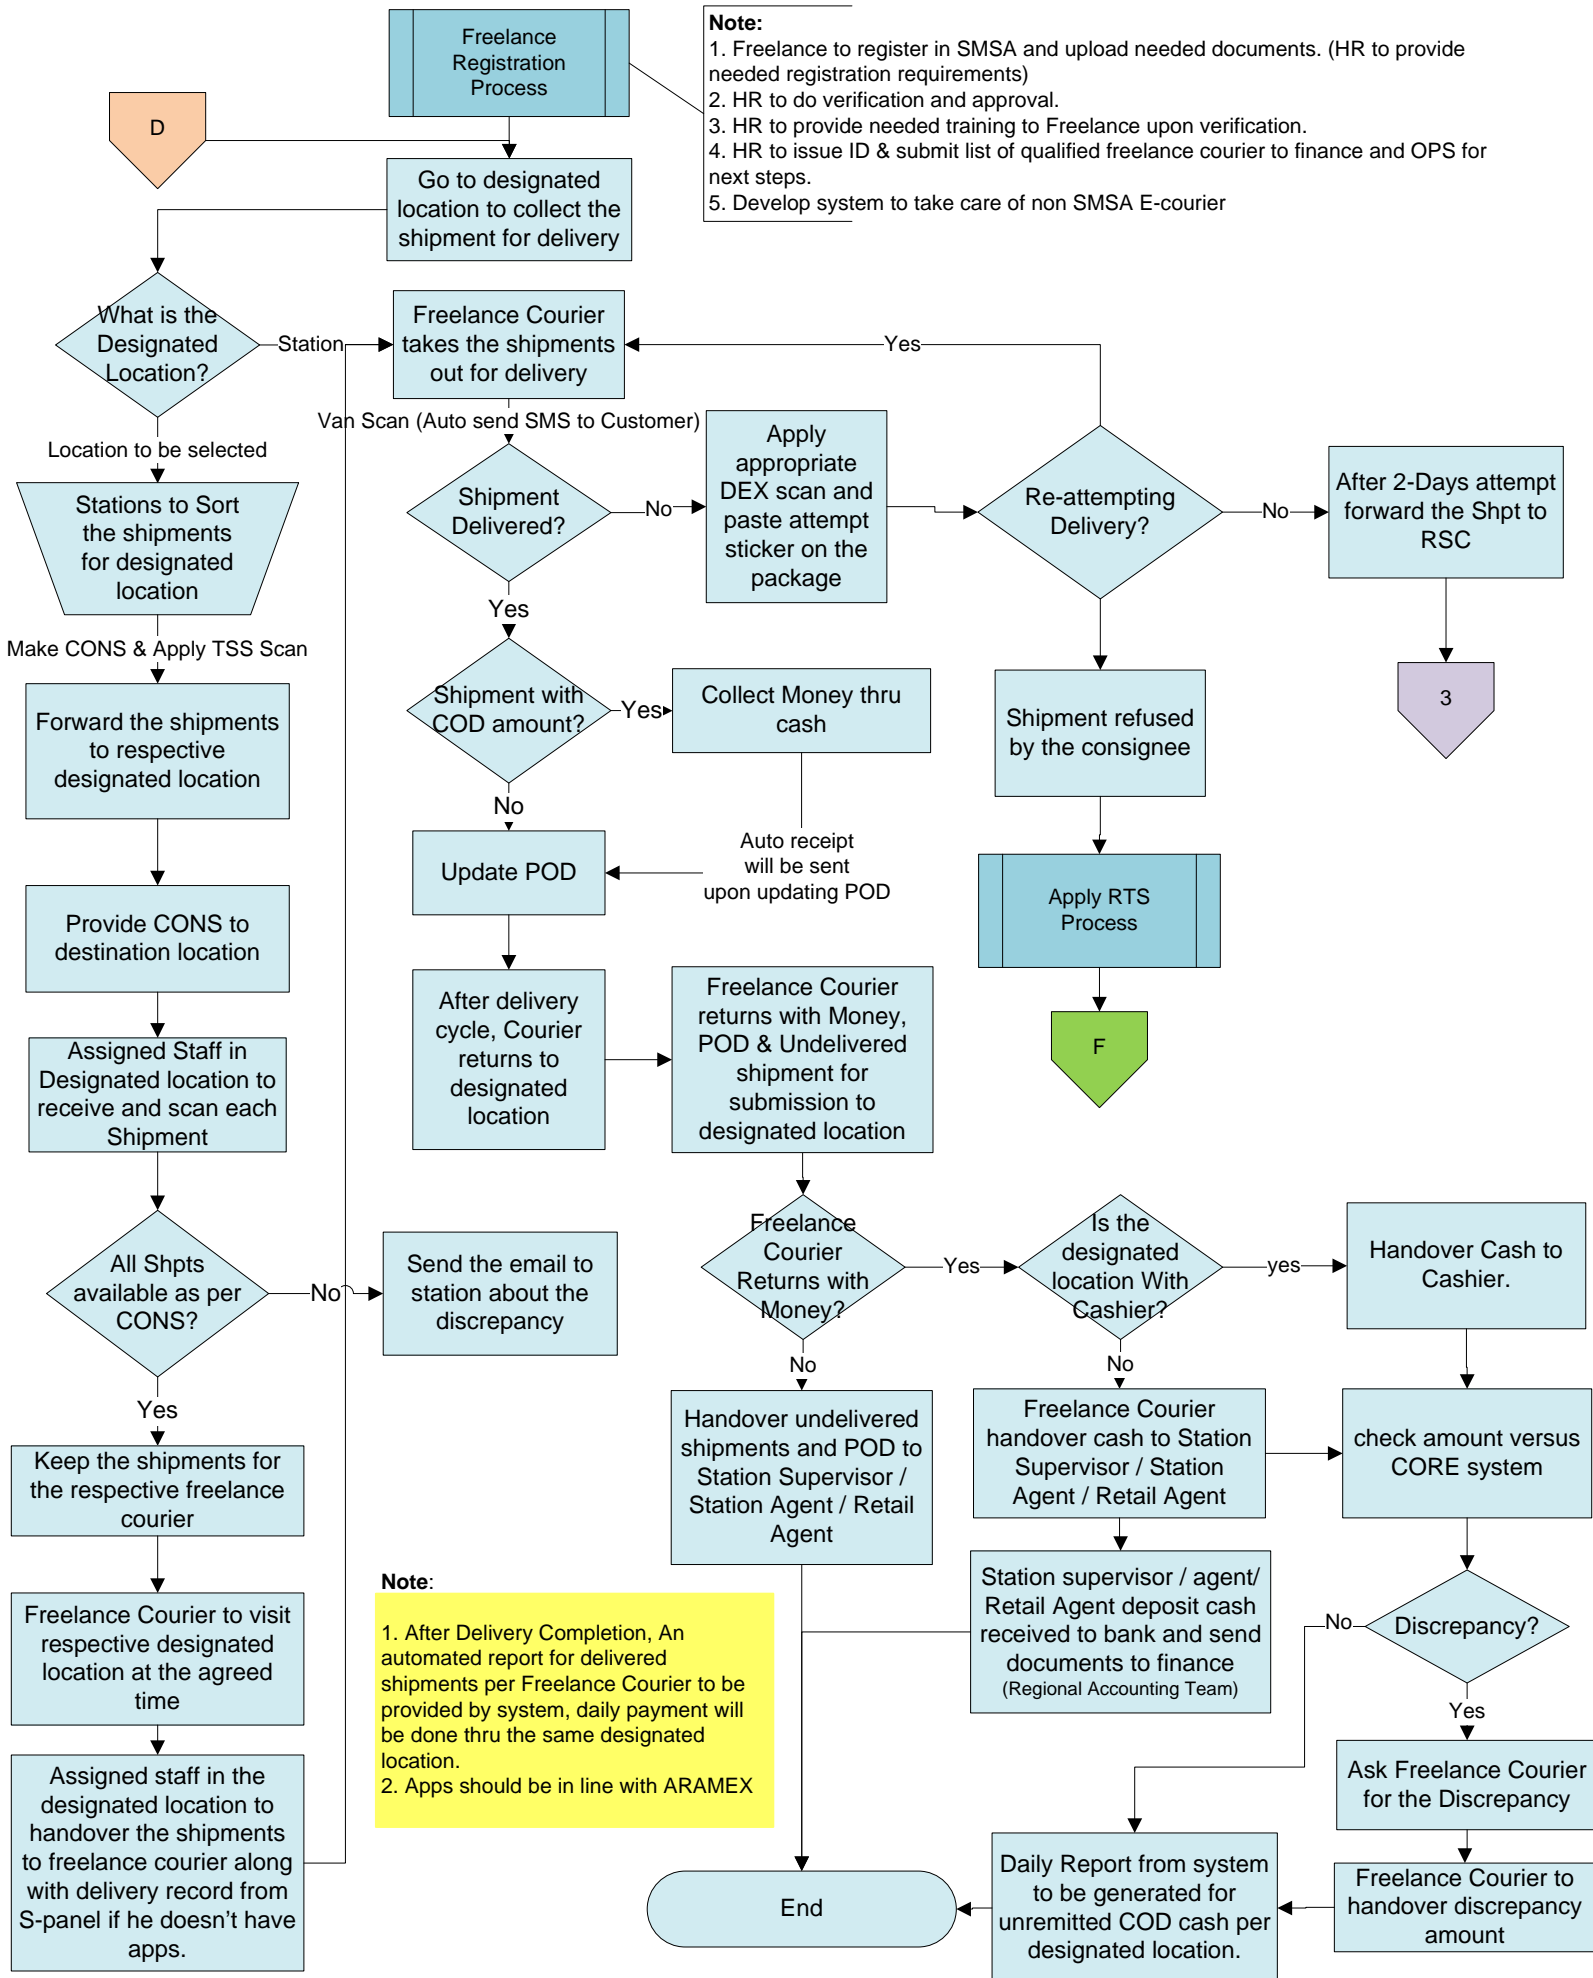 Freelance
Registration
Process
Note:
1. Freelance to register in SMSA and upload needed documents. (HR to provide
needed registration requirements)
2. HR to do verification and approval.
3. HR to provide needed training to Freelance upon verification.
4. HR to issue ID & submit list of qualified freelance courier to finance and OPS for
next steps.
5. Develop system to take care of non SMSA E-courier
D
Go to designated
location to collect the
shipment for delivery
What is the
Designated
Location?
Station
Freelance Courier
takes the shipments
out for delivery
Yes
Location to be selected
Van Scan (Auto send SMS to Customer)
Stations to Sort
the shipments
for designated
location
Shipment
Delivered?
No
Apply
appropriate
DEX scan and
paste attempt
sticker on the
package
Re-attempting
Delivery?
No
After 2-Days attempt
forward the Shpt to
RSC
Yes
Make CONS & Apply TSS Scan
Forward the shipments
to respective
designated location
Shipment with
COD amount?
Yes
Collect Money thru
cash
Shipment refused
by the consignee
3
No
Auto receipt
will be sent
upon updating POD
Update POD
Apply RTS
Process
Provide CONS to
destination location
After delivery
cycle, Courier
returns to
designated
location
Freelance Courier
returns with Money,
POD & Undelivered
shipment for
submission to
designated location
F
Assigned Staff in
Designated location to
receive and scan each
Shipment
All Shpts
available as per
CONS?
No
Send the email to
station about the
discrepancy
Freelance
Courier
Returns with
Money?
Yes
Is the
designated
location With
Cashier?
yes
Handover Cash to
Cashier.
Yes
No
No
Keep the shipments for
the respective freelance
courier
Handover undelivered
shipments and POD to
Station Supervisor /
Station Agent / Retail
Agent
Freelance Courier
handover cash to Station
Supervisor / Station
Agent / Retail Agent
check amount versus
CORE system
Freelance Courier to visit
respective designated
location at the agreed
time
Note:
1. After Delivery Completion, An
automated report for delivered
shipments per Freelance Courier to be
provided by system, daily payment will
be done thru the same designated
location.
2. Apps should be in line with ARAMEX
Station supervisor / agent/
Retail Agent deposit cash
received to bank and send
documents to finance
(Regional Accounting Team)
No
Discrepancy?
Yes
Assigned staff in the
designated location to
handover the shipments
to freelance courier along
with delivery record from
S-panel if he doesn't have
apps.
Ask Freelance Courier
for the Discrepancy
End
Daily Report from system
to be generated for
unremitted COD cash per
designated location.
Freelance Courier to
handover discrepancy
amount